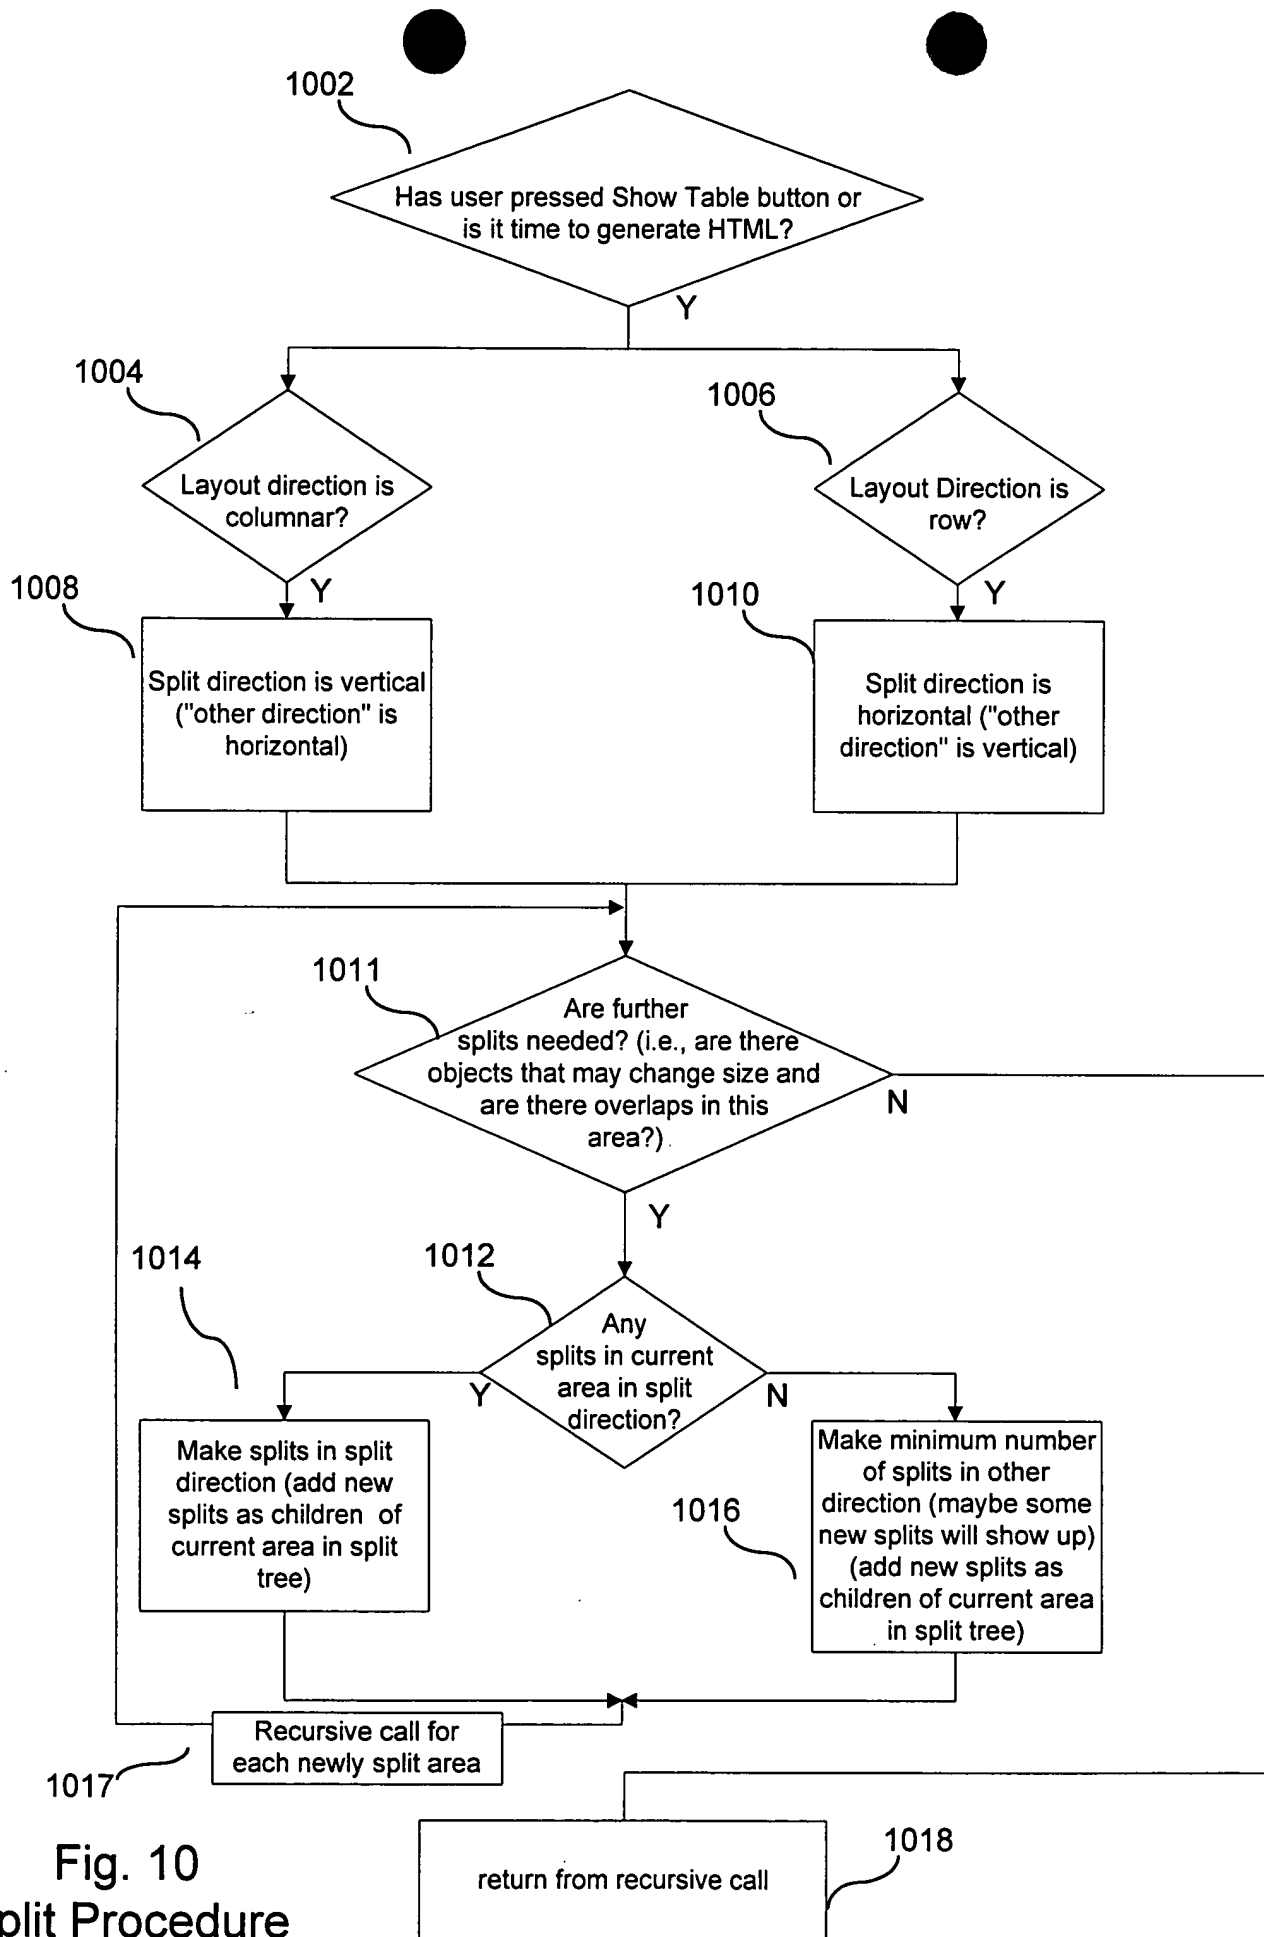 1002
Has user pressed Show Table button or
is it time to generate HTML?
Y
1004
Layout direction is
columnar?
Y
1006
Layout Direction is
row?
Y
1008
Split direction is vertical
("other direction" is
horizontal)
1010
Split direction is
horizontal ("other
direction" is vertical)
1011
Are further
splits needed? (i.e., are there
objects that may change size and
are there overlaps in this
area?)
N
Y
1012
Any
splits in current
area in split
direction?
Y
N
1014
Make splits in split
direction (add new
splits as children of
current area in split
tree)
1016
Make minimum number
of splits in other
direction (maybe some
new splits will show up)
(add new splits as
children of current area
in split tree)
Recursive call for
each newly split area
1017
1018
return from recursive call
Fig. 10
plit Procedure